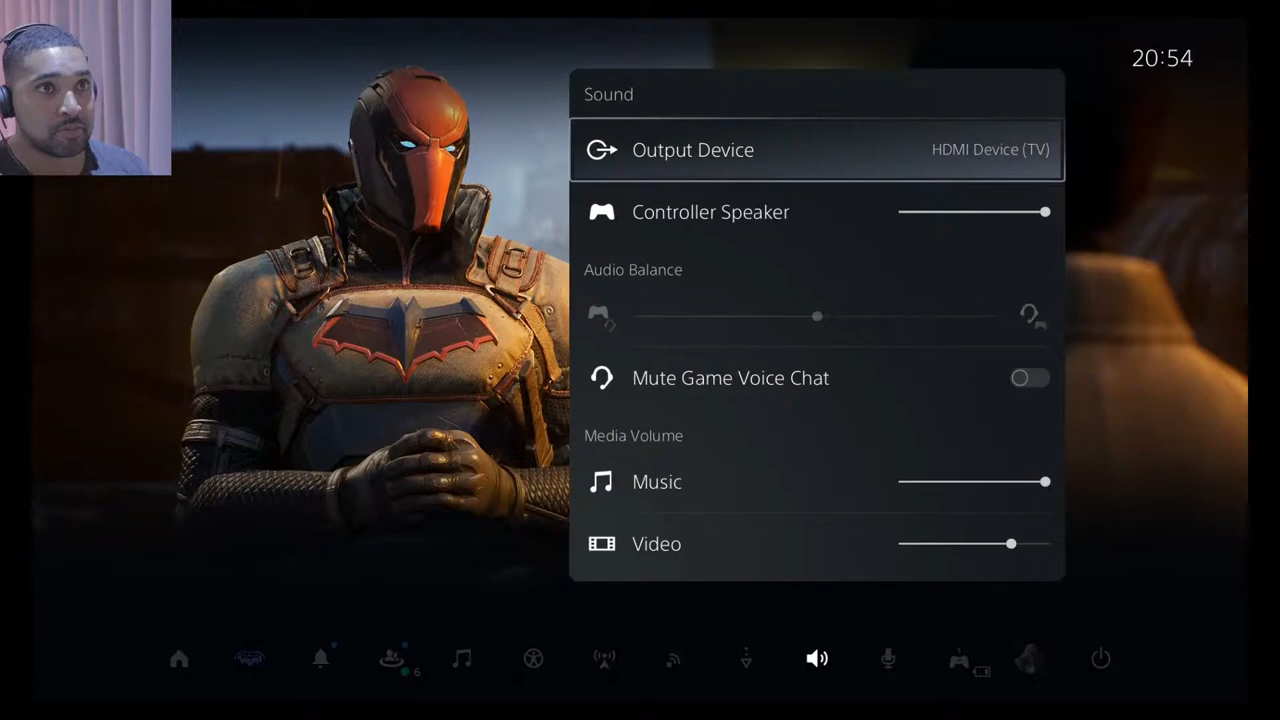 20:54
Sound
Output Device HDMI Device (TV)
Controller Speaker
Audio Balance
Mute Game Voice Chat
Media Volume
Music
Video
6